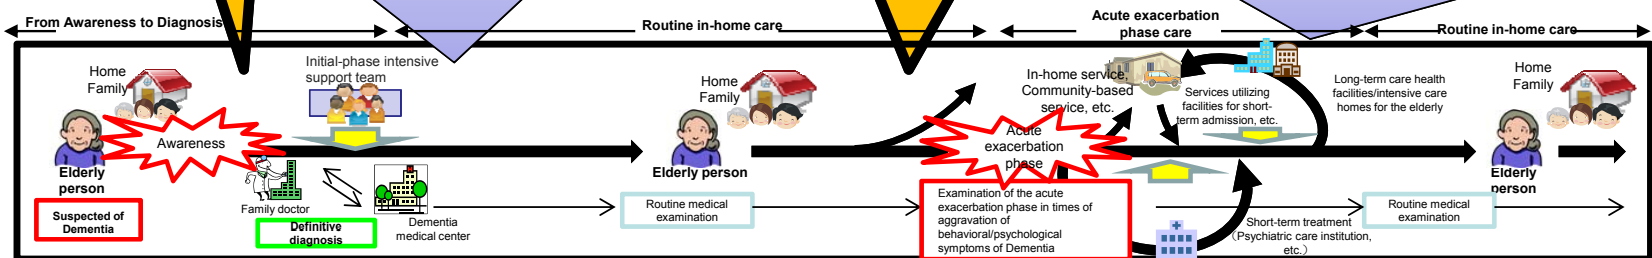 From Awareness to Diagnosis
Routine in-home care
Acute exacerbation
phase care
Routine in-home care
Home
Family
Awareness
Elderly
person
Suspected of
Dementia
Initial-phase intensive
support team
Family doctor
Definitive
diagnosis
Dementia
medical center
Home
Family
Elderly person
Routine medical
examination
In-home service,
Community-based
service, etc.
Acute
exacerbation
phase
Examination of the acute
exacerbation phase in times of
aggravation of
behavioral/psychological
symptoms of Dementia
Services utilizing
facilities for short-
term admission, etc.
Long-term care health
facilities/intensive care
homes for the elderly
Short-term treatment
(Psychiatric care institution,
etc.)
Home
Family
Elderly
person
Routine medical
examination